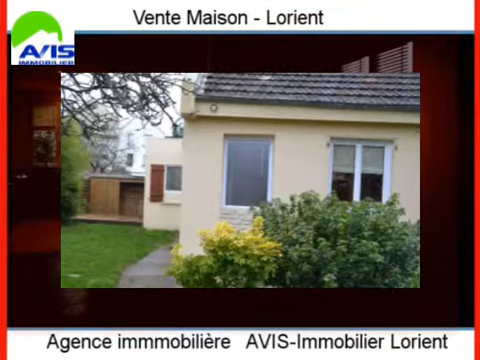 Vente Maison - Lorient
AVIS
IMMOBILIER
Agence immmobilière AVIS-Immobilier Lorient